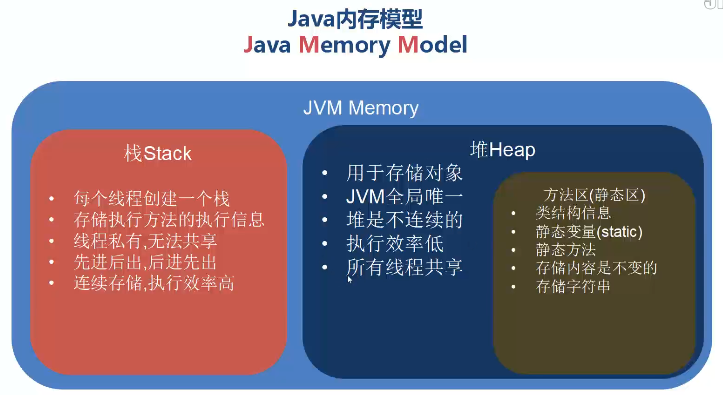 Java内存模型
Java Memory Model
JVM Memory
栈Stack
• 每个线程创建一个栈
• 存储执行方法的执行信息
• 线程私有,无法共享
• 先进后出,后进先出
• 连续存储,执行效率高
堆Heap
• 用于存储对象
• JVM全局唯一
• 堆是不连续的
• 执行效率低
• 所有线程共享
方法区(静态区)
• 类结构信息
• 静态变量(static)
• 静态方法
• 存储内容是不变的
• 存储字符串